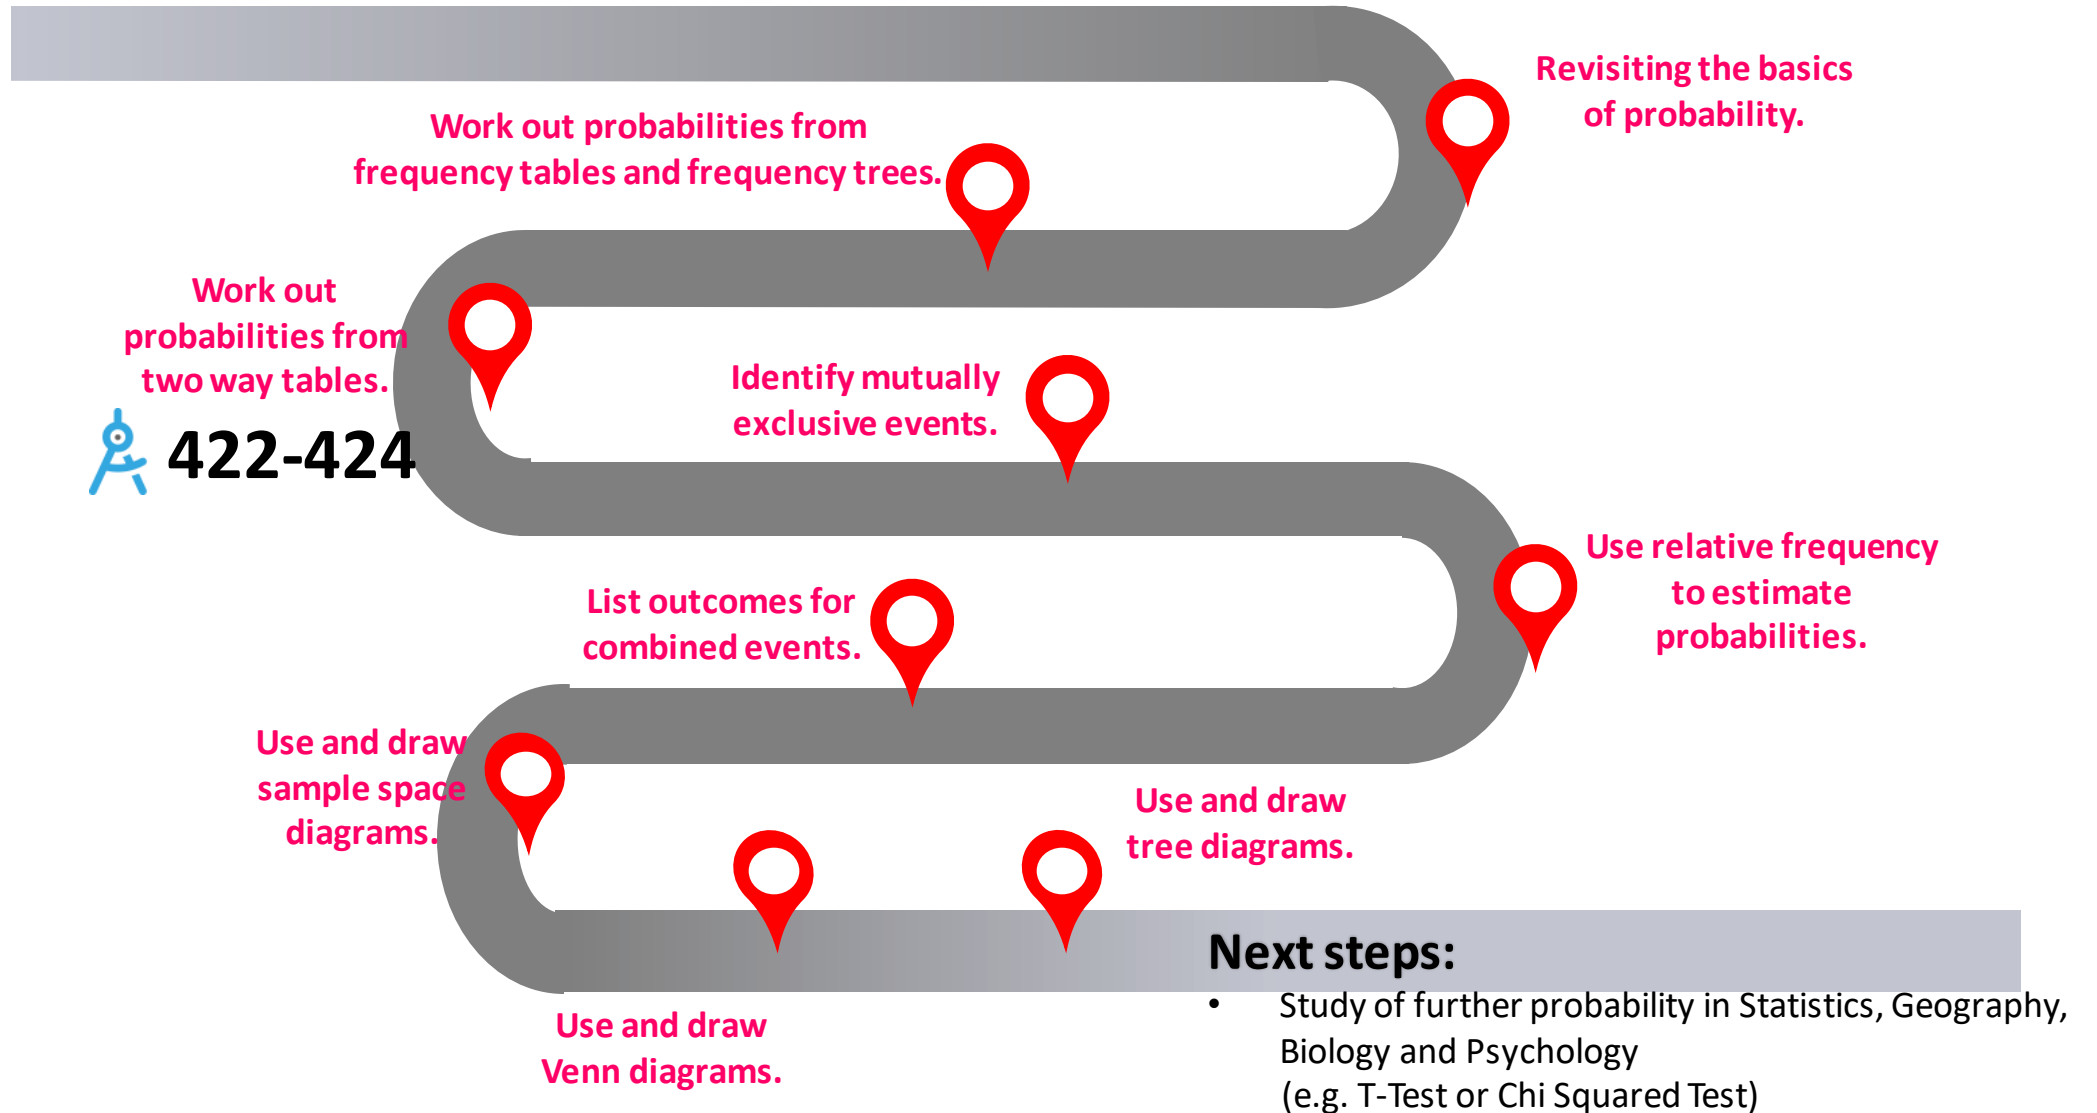 Revisiting the basics
of probability.
Work out probabilities from
frequency tables and frequency trees.
Work out
probabilities from
two way tables.
422-424
Identify mutually
exclusive events.
Use relative frequency
to estimate
probabilities.
List outcomes for
combined events.
Use and draw
sample space
diagrams.
Use and draw
Venn diagrams.
Use and draw
tree diagrams.
Next steps:
• Study of further probability in Statistics, Geography,
Biology and Psychology
(e.g. T-Test or Chi Squared Test)